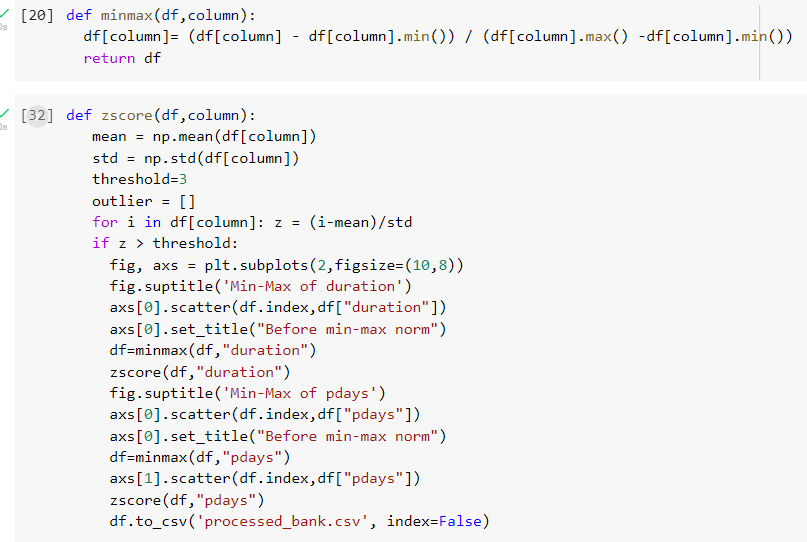 [20] def minmax(df,column):
df[column]= (df[column] - df[column].min()) / (df[column].max() -df[column].min())
return df
[32] def zscore(df,column):
mean = np.mean(df[column])
std = np.std(df[column])
threshold=3
outlier = []
for i in df[column]: z = (i-mean)/std
if z > threshold:
fig, axs = plt.subplots(2,figsize=(10,8))
fig.suptitle('Min-Max of duration')
axs[0].scatter(df.index,df["duration"])
axs[0].set_title("Before min-max norm")
df=minmax(df,"duration")
zscore(df,"duration")
fig.suptitle('Min-Max of pdays')
axs[0].scatter(df.index,df["pdays"])
axs[0].set_title("Before min-max norm")
df=minmax(df,"pdays")
axs[1].scatter(df.index,df["pdays"])
zscore(df,"pdays")
df.to_csv('processed_bank.csv', index=False)